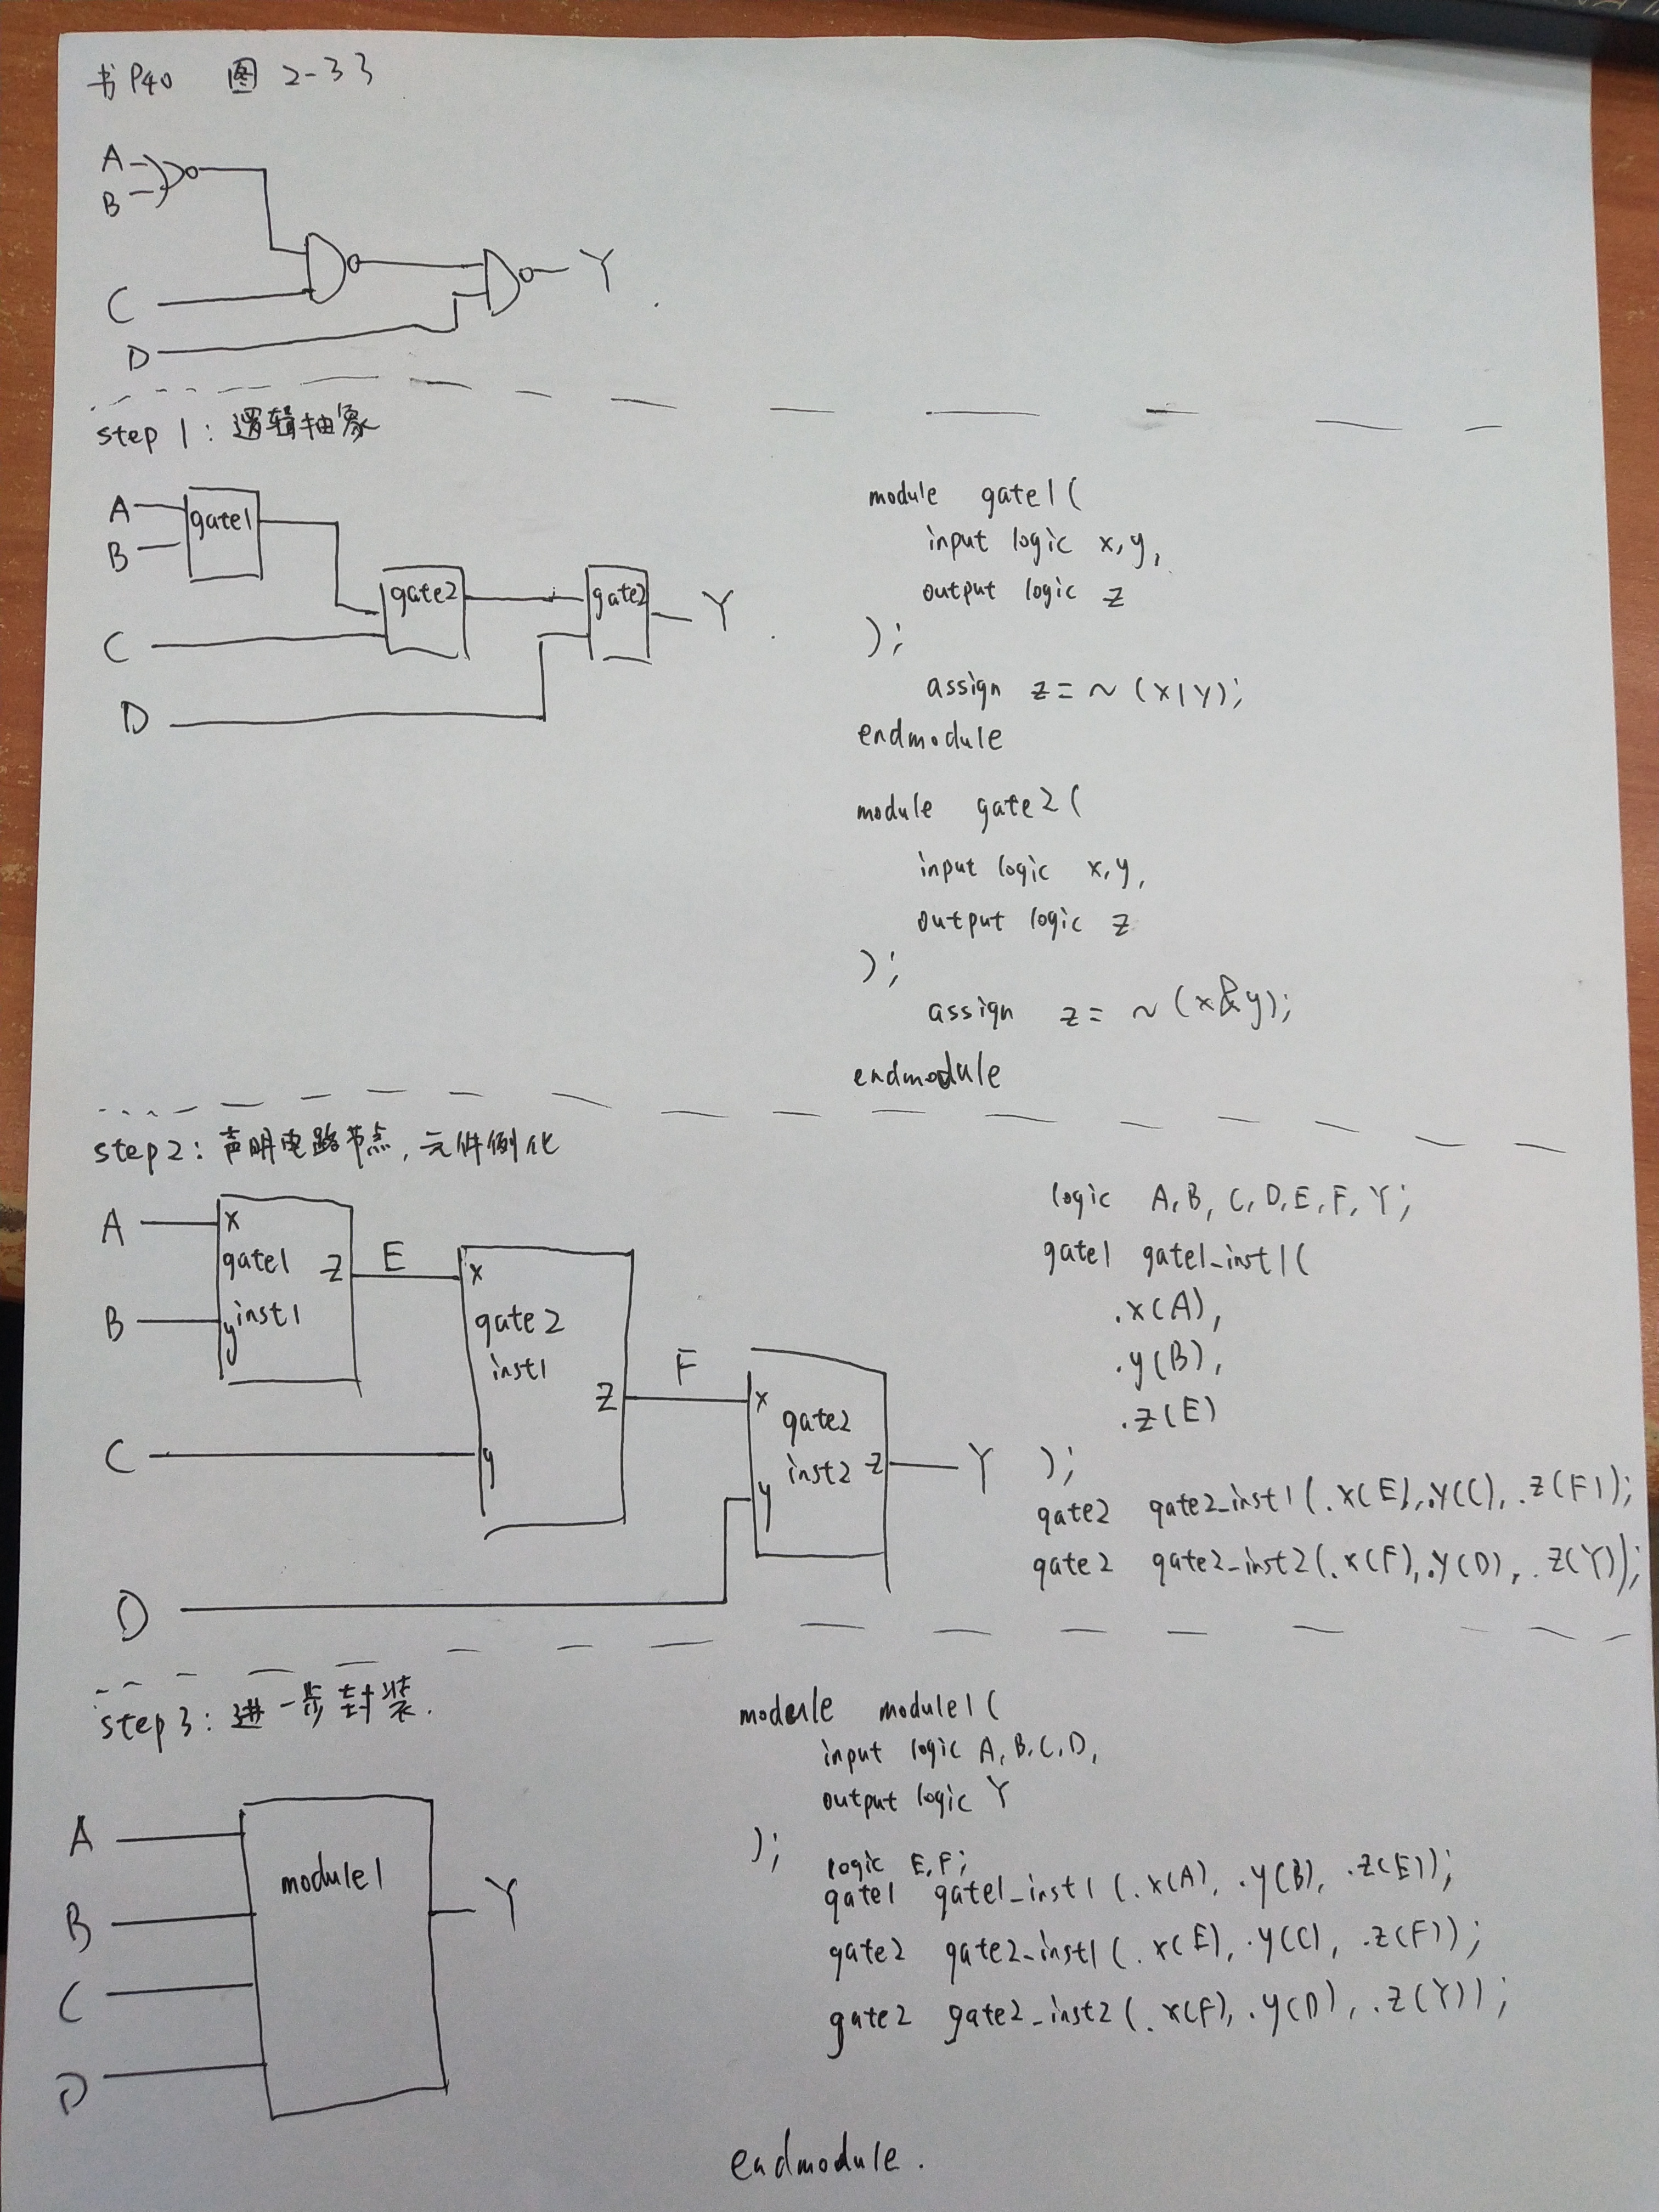 书P40 图 2-33
A
B
C
D
Y
step 1: 逻辑抽象
A
B
C
D
gate1
gate2
gate2
Y
module gate1(
input logic x,y,
output logic z
);
assign z = ~(x|y);
endmodule
module gate2(
input logic x,y,
output logic z
);
assign z = ~(x&y);
endmodule
step2: 声明电路节点, 元件例化
A
B
C
D
x
gate1
z
y inst1
E
x
gate2
inst1
z
y
F
x
gate2
inst2 z
y
Y
logic A,B,C,D,E,F,Y;
gate1 gate1_inst1(
.x(A),
.y(B),
.z(E)
);
gate2 gate2_inst1(.x(E),.y(C),.z(F));
gate2 gate2_inst2(.x(F),.y(D),.z(Y));
step3: 进一步封装.
A
B
C
D
module1
Y
module module1(
input logic A,B,C,D,
output logic Y
);
logic E,F;
gate1 gate1_inst1(.x(A),.y(B),.z(E));
gate2 gate2_inst1(.x(E),.y(C),.z(F));
gate2 gate2_inst2(.x(F),.y(D),.z(Y));
endmodule.